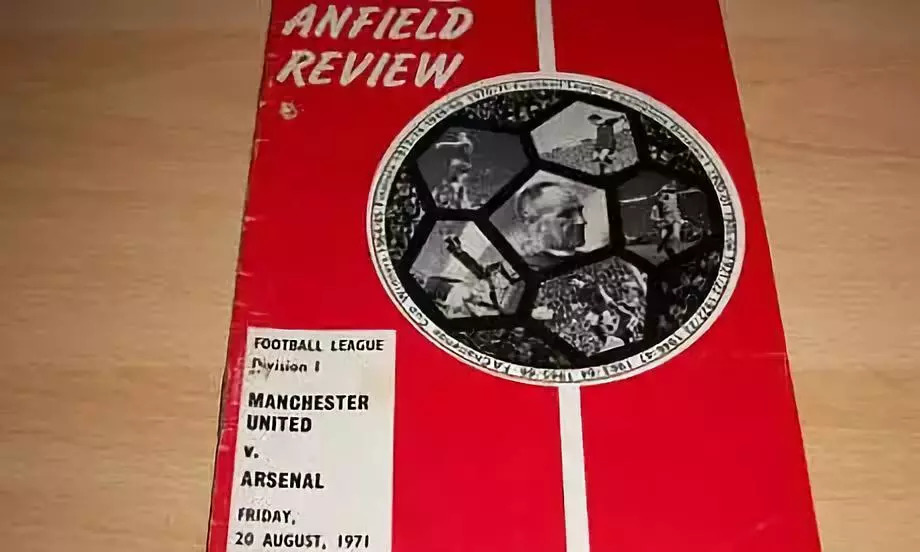 ANFIELD
REVIEW
FOOTBALL LEAGUE
Division 1
MANCHESTER
UNITED
v.
ARSENAL
FRIDAY,
20 AUGUST, 1971